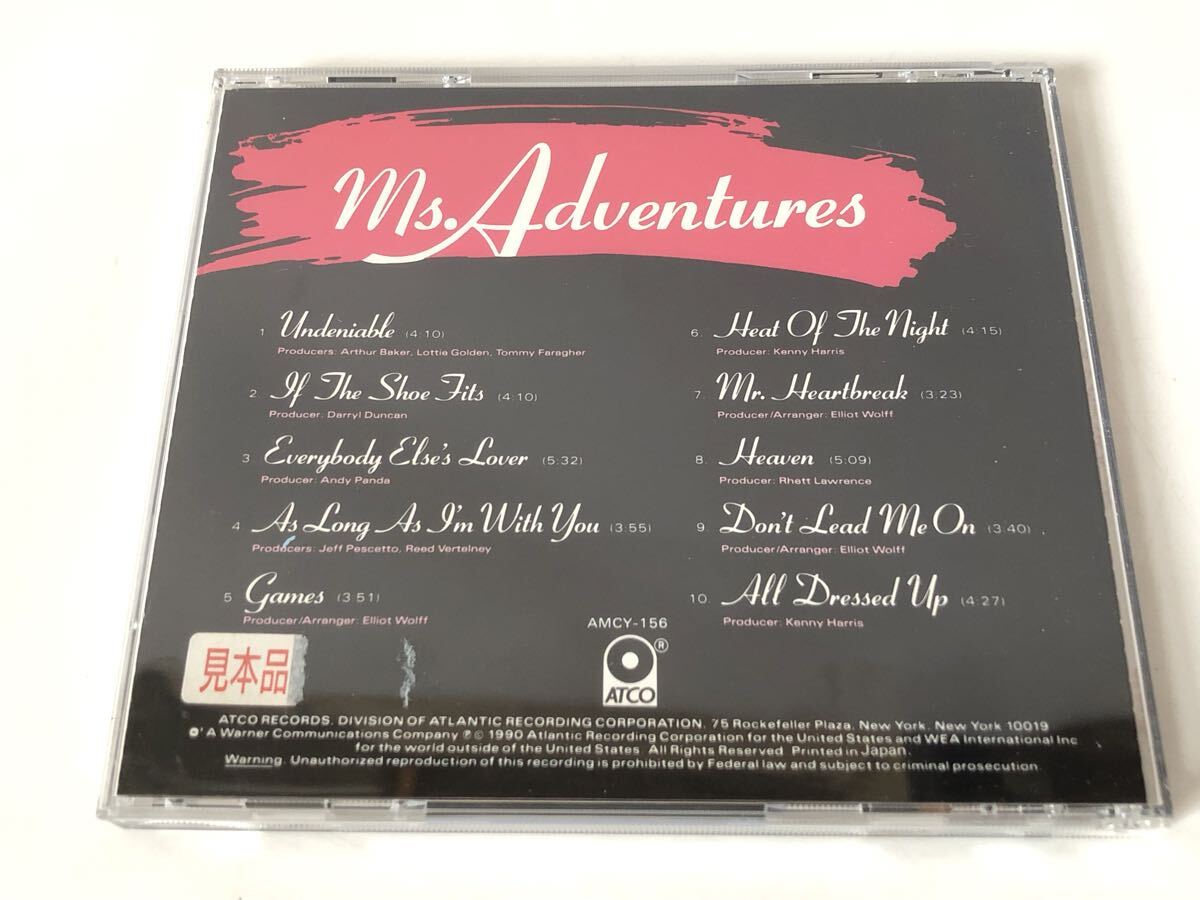 Ms. Adventures
1 Undeniable (4:10)
Producers: Arthur Baker, Lottie Golden, Tommy Faragher
2. If The Shoe Fits (4:10)
Producer: Darryl Duncan
3 Everybody Else's Lover (5:32)
Producer: Andy Panda
4 As Long As I'm With You (3:55)
Producers: Jeff Pescetto, Reed Vertelney
5 Games (3:51)
Producer/Arranger: Elliot Wolff
6. Heat Of The Night (4:15)
Producer: Kenny Harris
7. Mr. Heartbreak (3:23)
Producer/Arranger: Elliot Wolff
8. Heaven (5:09)
Producer: Rhett Lawrence
9. Don't Lead Me On (3:40)
Producer/Arranger: Elliot Wolff
10. All Dressed Up (4:27)
Producer: Kenny Harris
AMCY-156
ATCO ®
見本品
ATCO RECORDS. DIVISION OF ATLANTIC RECORDING CORPORATION. 75 Rockefeller Plaza, New York, New York 10019
A Warner Communications Company ℗© 1990 Atlantic Recording Corporation for the United States and WEA International Inc
for the world outside of the United States. All Rights Reserved. Printed in Japan.
Warning. Unauthorized reproduction of this recording is prohibited by Federal law and subject to criminal prosecution.